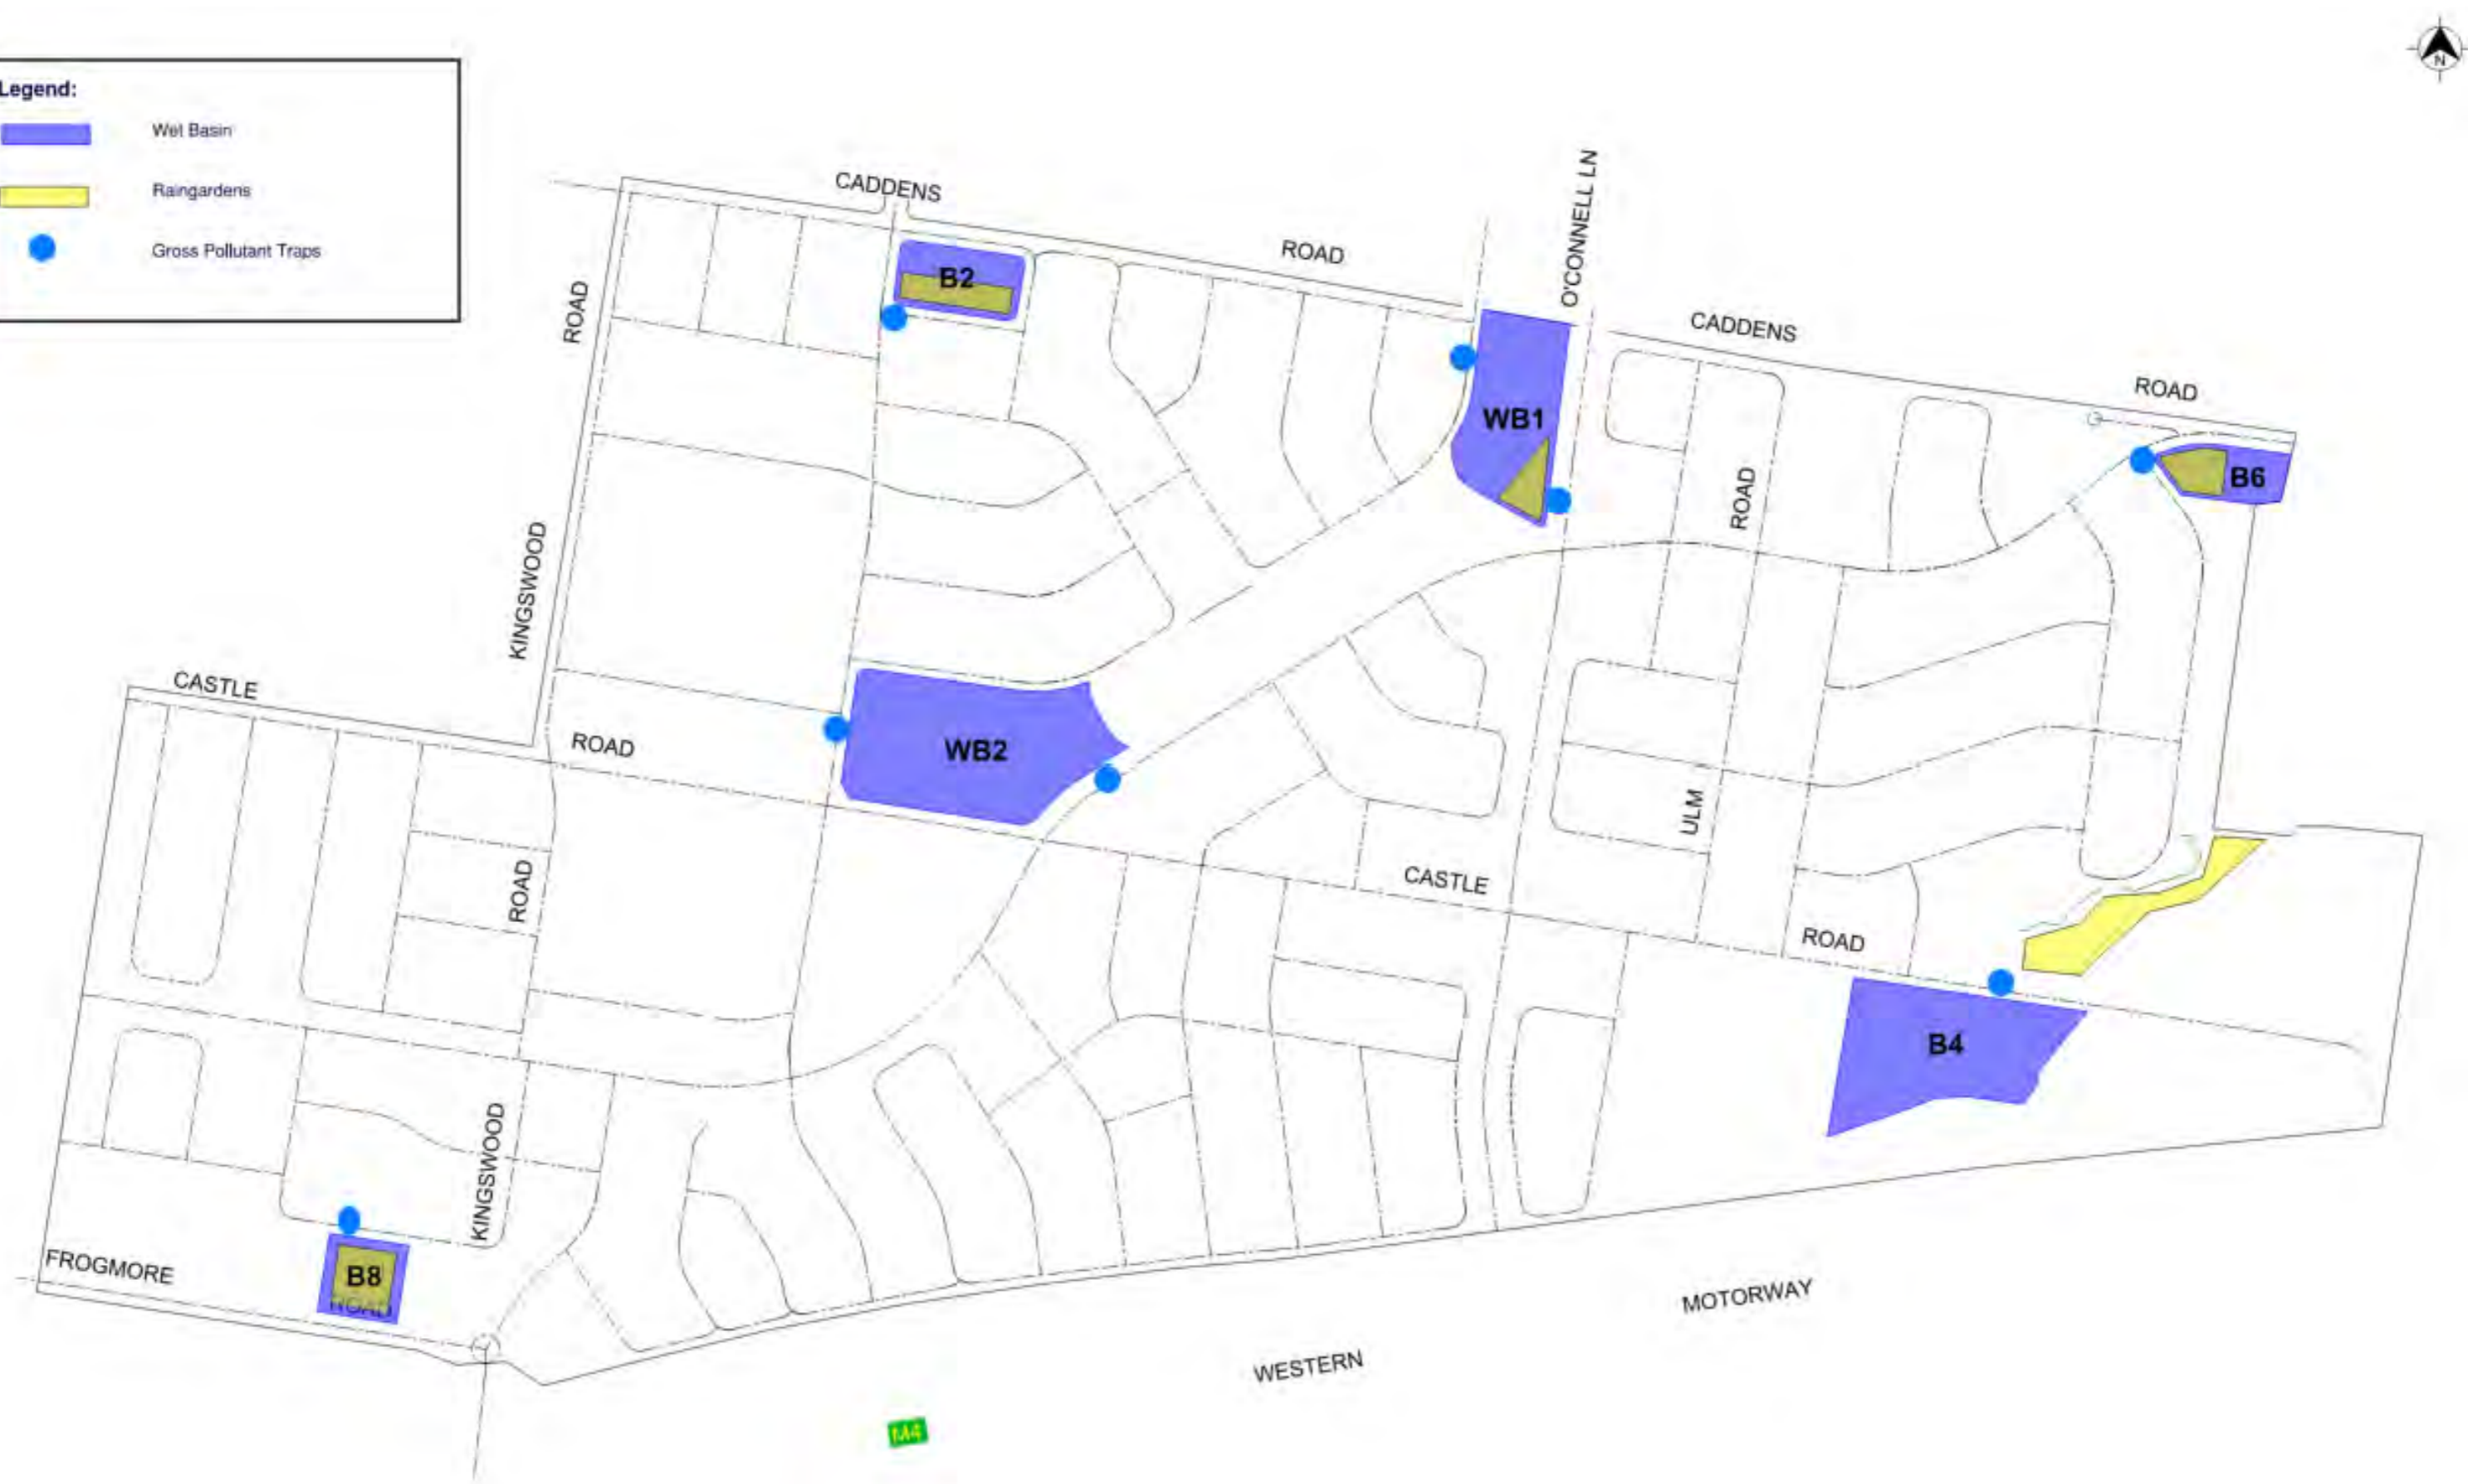 Legend:
Wet Basin
Raingardens
Gross Pollutant Traps
N
CADDENS
ROAD
O'CONNELL LN
B2
ROAD
CADDENS
ROAD
WB1
B6
ROAD
KINGSWOOD
CASTLE
ROAD
WB2
ULM
ROAD
CASTLE
ROAD
B4
KINGSWOOD
FROGMORE
B8
ROAD
MOTORWAY
WESTERN
M4